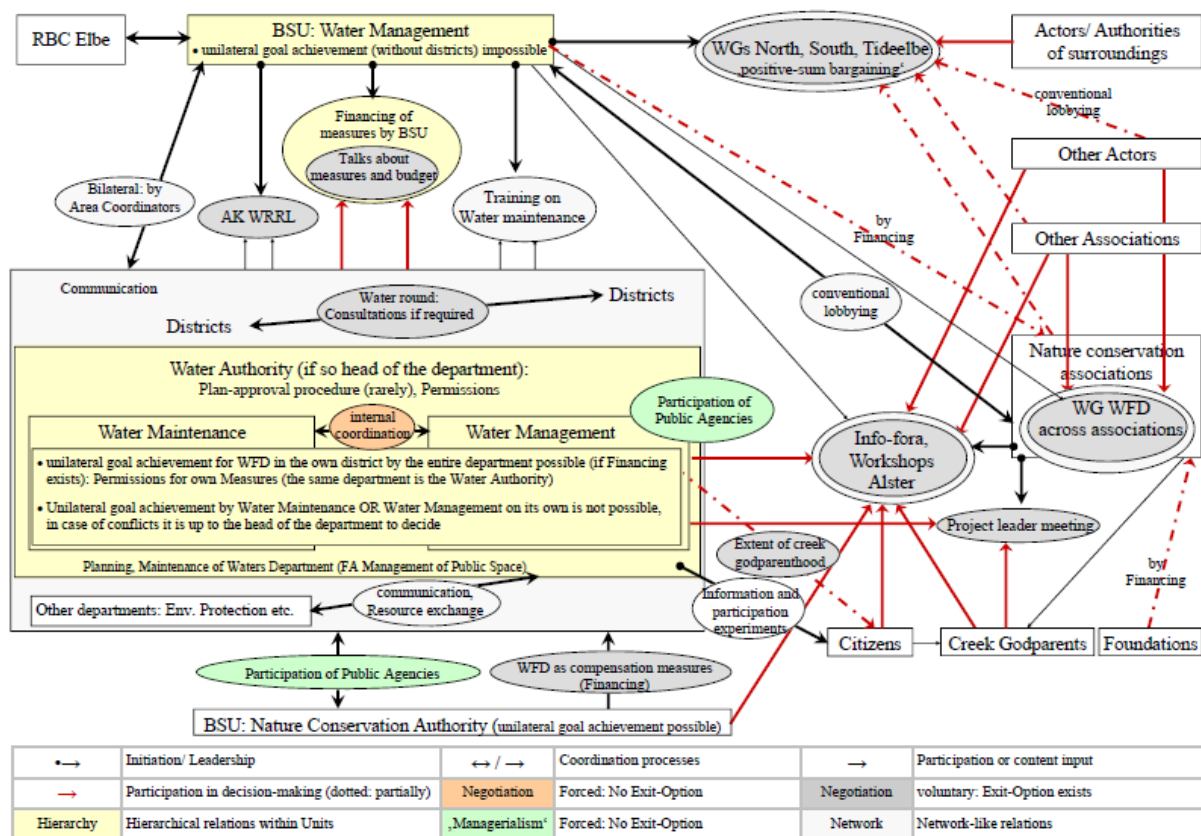 RBC Elbe
BSU: Water Management
• unilateral goal achievement (without districts) impossible
WGs North, South, Tideelbe
‚positive-sum bargaining‘
Actors/ Authorities
of surroundings
conventional
lobbying
Financing of
measures by BSU
Talks about
measures and budget
Other Actors
Bilateral: by
Area Coordinators
AK WRRL
Training on
Water maintenance
by
Financing
Other Associations
Communication
Water round:
Consultations if required
Districts
Districts
conventional
lobbying
Nature conservation
associations
WG WFD
across associations
Water Authority (if so head of the department):
Plan-approval procedure (rarely), Permissions
Participation of
Public Agencies
internal
coordination
Water Maintenance
Water Management
Info-fora,
Workshops
Alster
• unilateral goal achievement for WFD in the own district by the entire department possible (if Financing
exists): Permissions for own Measures (the same department is the Water Authority)
• Unilateral goal achievement by Water Maintenance OR Water Management on its own is not possible,
in case of conflicts it is up to the head of the department to decide
Project leader meeting
Extent of creek
godparenthood
Planning, Maintenance of Waters Department (FA Management of Public Space)
by
Financing
communication,
Resource exchange
Other departments: Env. Protection etc.
Information and
participation
experiments
Citizens
Creek Godparents
Foundations
Participation of Public Agencies
WFD as compensation measures
(Financing)
BSU: Nature Conservation Authority (unilateral goal achievement possible)
•→ Initiation/ Leadership ↔ / → Coordination processes → Participation or content input
→ Participation in decision-making (dotted: partially) Negotiation Forced: No Exit-Option Negotiation voluntary: Exit-Option exists
Hierarchy Hierarchical relations within Units ‚Managerialism‘ Forced: No Exit-Option Network Network-like relations